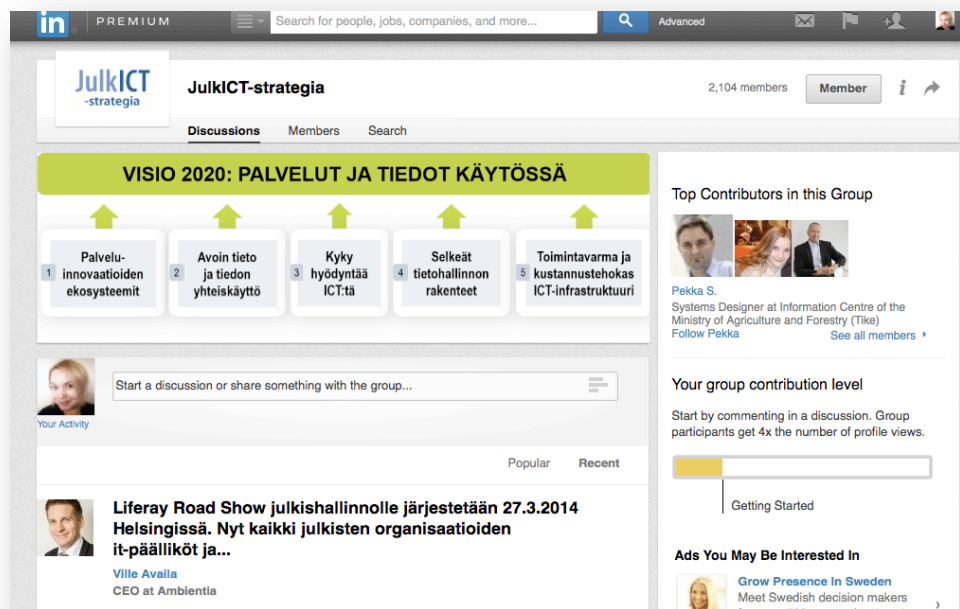 in PREMIUM
Search for people, jobs, companies, and more...
Advanced
JulkICT
-strategia
JulkICT-strategia
2,104 members
Member
i
Discussions Members Search
VISIO 2020: PALVELUT JA TIEDOT KÄYTÖSSÄ
1
Palvelu-
innovaatioiden
ekosysteemit
2
Avoin tieto
ja tiedon
yhteiskäyttö
3
Kyky
hyödyntää
ICT:tä
4
Selkeät
tietohallinnon
rakenteet
5
Toimintavarma ja
kustannustehokas
ICT-infrastruktuuri
Start a discussion or share something with the group...
Your Activity
Popular Recent
Liferay Road Show julkishallinnolle järjestetään 27.3.2014
Helsingissä. Nyt kaikki julkisten organisaatioiden
it-päälliköt ja...
Ville Availa
CEO at Ambientia
Top Contributors in this Group
Pekka S.
Systems Designer at Information Centre of the
Ministry of Agriculture and Forestry (Tike)
Follow Pekka
See all members
Your group contribution level
Start by commenting in a discussion. Group
participants get 4x the number of profile views.
Getting Started
Ads You May Be Interested In
Grow Presence In Sweden
Meet Swedish decision makers